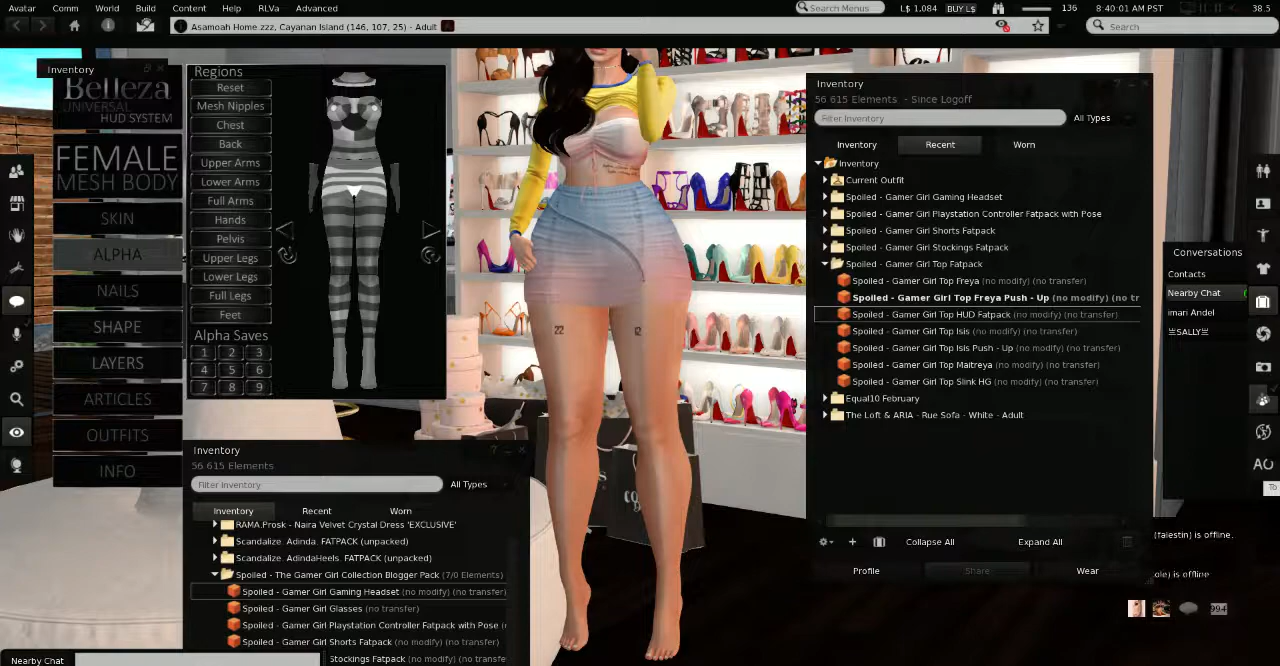 Avatar Comm World Build Content Help RLVa Advanced Search Menus L$ 1,084 BUY L$ 136 8:40:01 AM PST 38.5
Asamoah Home zzz, Cayanan Island (146, 107, 25) - Adult Search
Inventory
Belleza
UNIVERSAL
HUD SYSTEM
FEMALE
MESH BODY
SKIN
ALPHA
NAILS
SHAPE
LAYERS
ARTICLES
OUTFITS
INFO
Regions
Reset
Mesh Nipples
Chest
Back
Upper Arms
Lower Arms
Full Arms
Hands
Pelvis
Upper Legs
Lower Legs
Full Legs
Feet
Alpha Saves
1 2 3
4 5 6
7 8 9
22 12
Inventory
56 615 Elements
Filter Inventory All Types
Inventory Recent Worn
RAMA.Prosk - Naira Velvet Crystal Dress 'EXCLUSIVE'
Scandalize. Adinda. FATPACK (unpacked)
Scandalize. AdindaHeels. FATPACK (unpacked)
Spoiled - The Gamer Girl Collection Blogger Pack (7/0 Elements)
Spoiled - Gamer Girl Gaming Headset (no modify) (no transfer)
Spoiled - Gamer Girl Glasses (no transfer)
Spoiled - Gamer Girl Playstation Controller Fatpack with Pose (
Spoiled - Gamer Girl Shorts Fatpack (no modify) (no transfer)
Stockings Fatpack (no modify) (no transfe
Nearby Chat
Inventory
56 615 Elements - Since Logoff
Filter Inventory All Types
Inventory Recent Worn
Inventory
Current Outfit
Spoiled - Gamer Girl Gaming Headset
Spoiled - Gamer Girl Playstation Controller Fatpack with Pose
Spoiled - Gamer Girl Shorts Fatpack
Spoiled - Gamer Girl Stockings Fatpack
Spoiled - Gamer Girl Top Fatpack
Spoiled - Gamer Girl Top Freya (no modify) (no transfer)
Spoiled - Gamer Girl Top Freya Push - Up (no modify) (no tr
Spoiled - Gamer Girl Top HUD Fatpack (no modify) (no transfer)
Spoiled - Gamer Girl Top Isis (no modify) (no transfer)
Spoiled - Gamer Girl Top Isis Push - Up (no modify) (no transfer)
Spoiled - Gamer Girl Top Maitreya (no modify) (no transfer)
Spoiled - Gamer Girl Top Slink HG (no modify) (no transfer)
Equal10 February
The Loft & ARIA - Rue Sofa - White - Adult
Collapse All Expand All
Profile Share Wear
Conversations
Contacts
Nearby Chat
imari Andel
SALLY
AO
To
(falestin) is offline.
ole) is offline
994